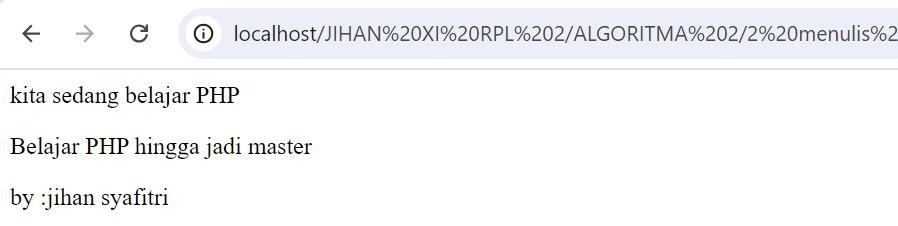 localhost/JIHAN%20XI%20RPL%202/ALGORITMA%202/2%20menulis%2
kita sedang belajar PHP
Belajar PHP hingga jadi master
by :jihan syafitri